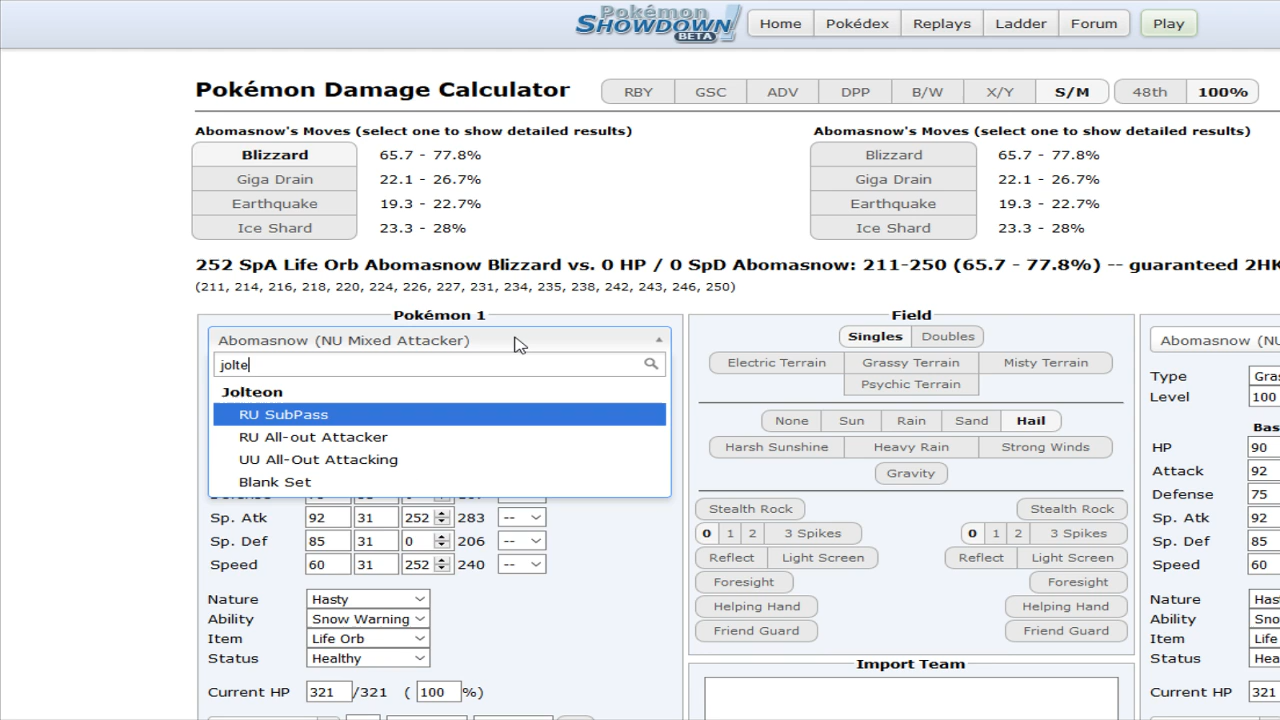 Pokémon
SHOWDOWN
BETA
Home Pokédex Replays Ladder Forum Play
Pokémon Damage Calculator RBY GSC ADV DPP B/W X/Y S/M 48th 100%
Abomasnow's Moves (select one to show detailed results) Abomasnow's Moves (select one to show detailed results)
Blizzard 65.7 - 77.8% Blizzard 65.7 - 77.8%
Giga Drain 22.1 - 26.7% Giga Drain 22.1 - 26.7%
Earthquake 19.3 - 22.7% Earthquake 19.3 - 22.7%
Ice Shard 23.3 - 28% Ice Shard 23.3 - 28%
252 SpA Life Orb Abomasnow Blizzard vs. 0 HP / 0 SpD Abomasnow: 211-250 (65.7 - 77.8%) -- guaranteed 2HK
(211, 214, 216, 218, 220, 224, 226, 227, 231, 234, 235, 238, 242, 243, 246, 250)
Pokémon 1
Abomasnow (NU Mixed Attacker)
jolte
Jolteon
RU SubPass
RU All-out Attacker
UU All-Out Attacking
Blank Set
Sp. Atk 92 31 252 283 --
Sp. Def 85 31 0 206 --
Speed 60 31 252 240 --
Nature Hasty
Ability Snow Warning
Item Life Orb
Status Healthy
Current HP 321 /321 ( 100 %)
Field
Singles Doubles
Electric Terrain Grassy Terrain Misty Terrain
Psychic Terrain
None Sun Rain Sand Hail
Harsh Sunshine Heavy Rain Strong Winds
Gravity
Stealth Rock Stealth Rock
0 1 2 3 Spikes 0 1 2 3 Spikes
Reflect Light Screen Reflect Light Screen
Foresight Foresight
Helping Hand Helping Hand
Friend Guard Friend Guard
Import Team
Abomasnow (NU
Type Gras
Level 100
Bas
HP 90
Attack 92
Defense 75
Sp. Atk 92
Sp. Def 85
Speed 60
Nature Hast
Ability Sno
Item Life
Status Hea
Current HP 321